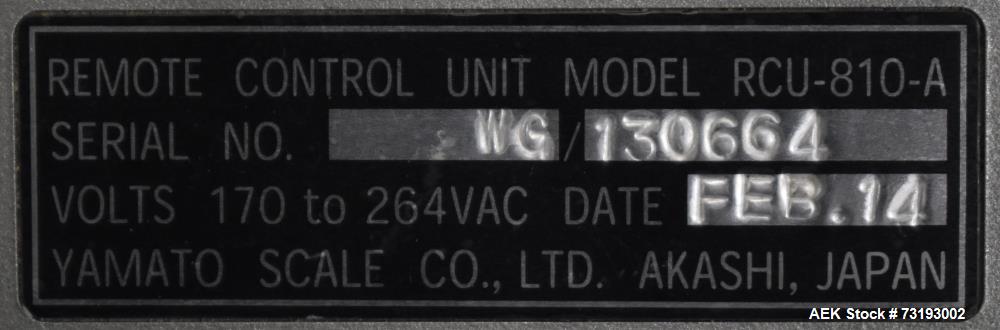 REMOTE CONTROL UNIT MODEL RCU-810-A
SERIAL NO. WG/130664
VOLTS 170 to 264VAC DATE FEB.14
YAMATO SCALE CO., LTD. AKASHI, JAPAN
AEK Stock # 73193002